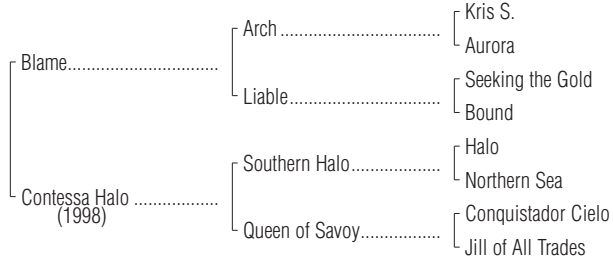 Kris S.
Arch ........................................
Aurora
Blame.....................................
Seeking the Gold
Liable......................................
Bound
Halo
Southern Halo......................
Northern Sea
Contessa Halo .....................
(1998)
Conquistador Cielo
Queen of Savoy....................
Jill of All Trades